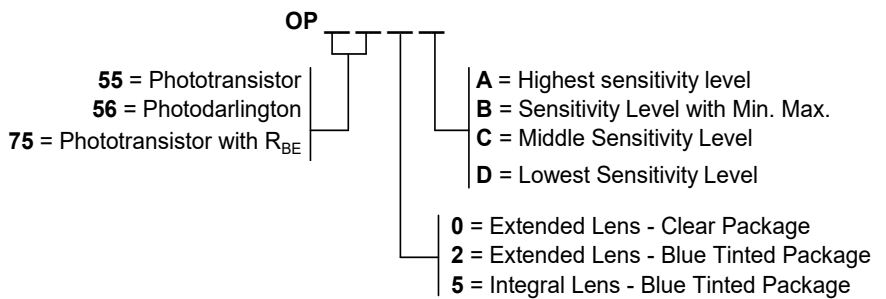 OP
55 = Phototransistor
56 = Photodarlington
75 = Phototransistor with RBE
A = Highest sensitivity level
B = Sensitivity Level with Min. Max.
C = Middle Sensitivity Level
D = Lowest Sensitivity Level
0 = Extended Lens - Clear Package
2 = Extended Lens - Blue Tinted Package
5 = Integral Lens - Blue Tinted Package